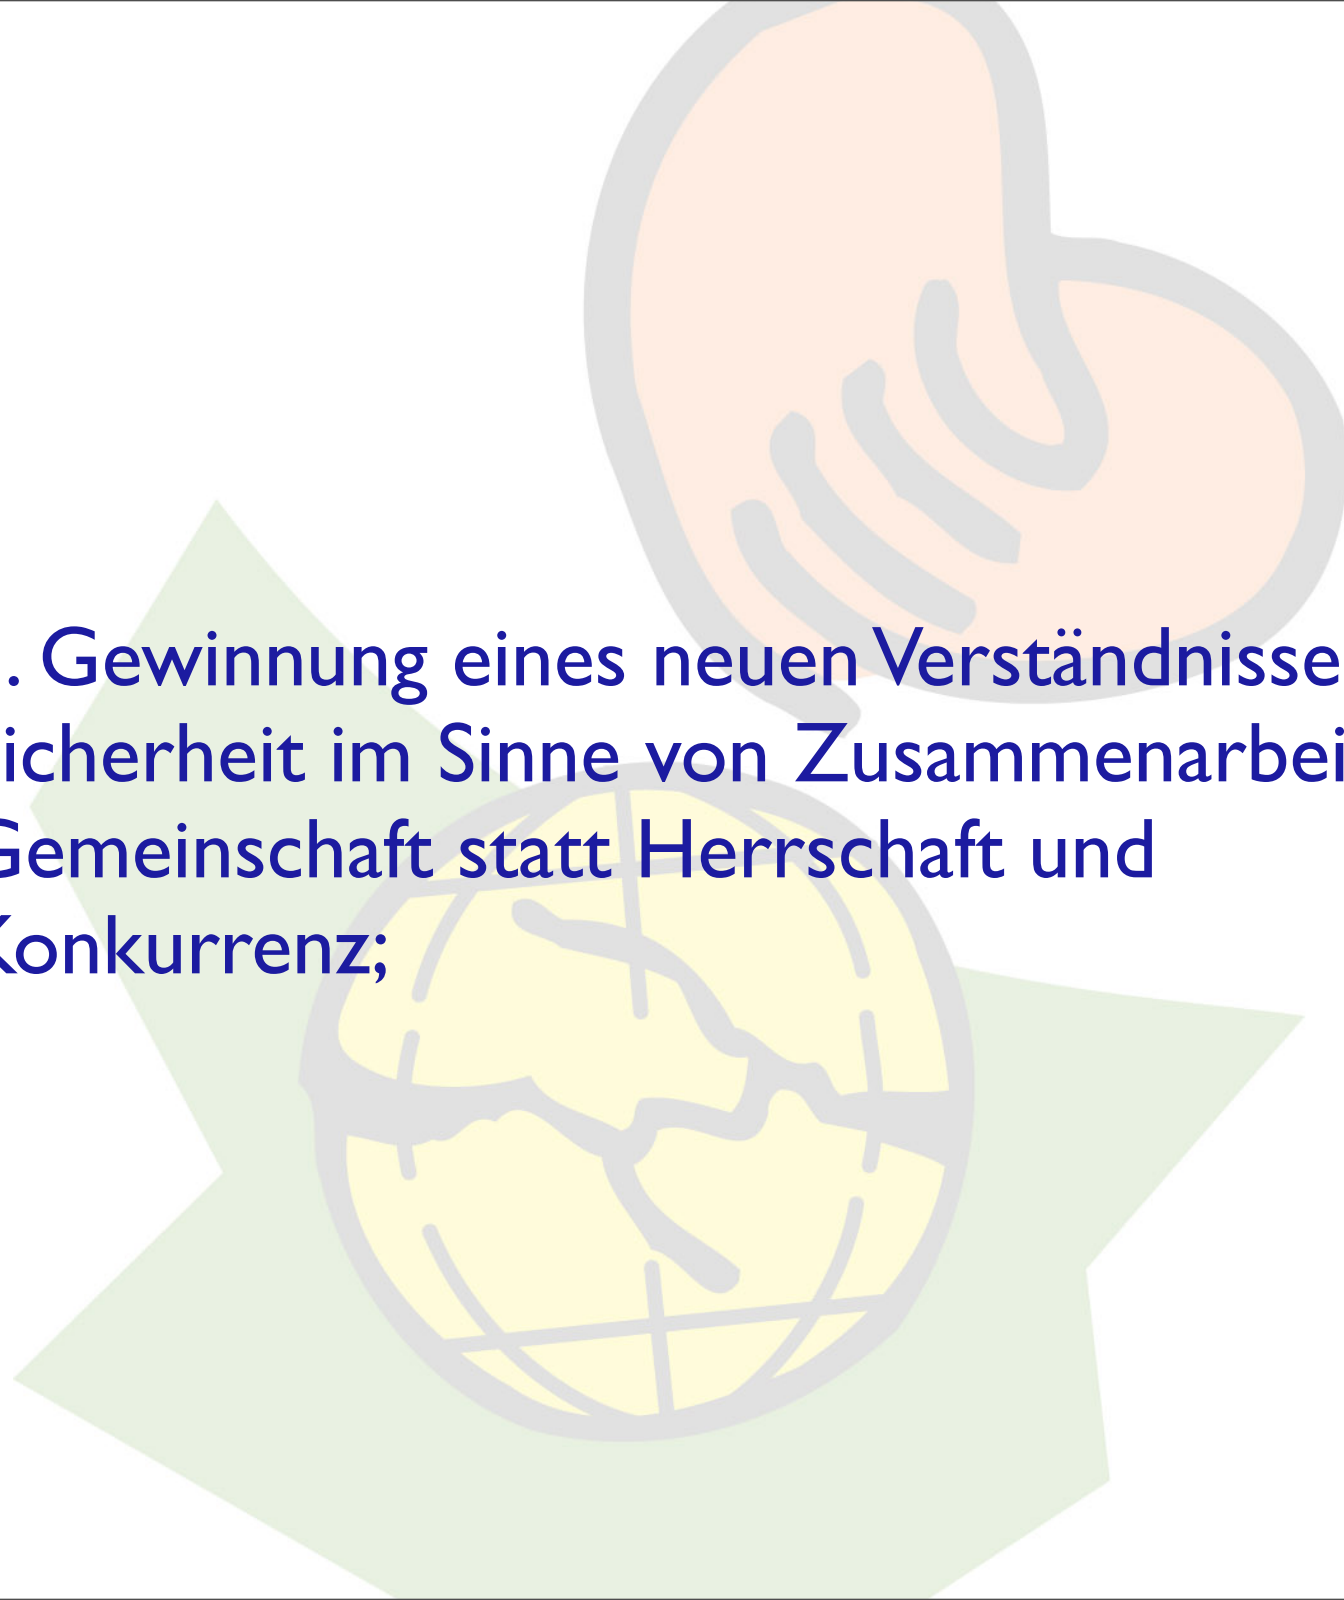 . Gewinnung eines neuen Verständnisse
icherheit im Sinne von Zusammenarbei
Gemeinschaft statt Herrschaft und
Konkurrenz;